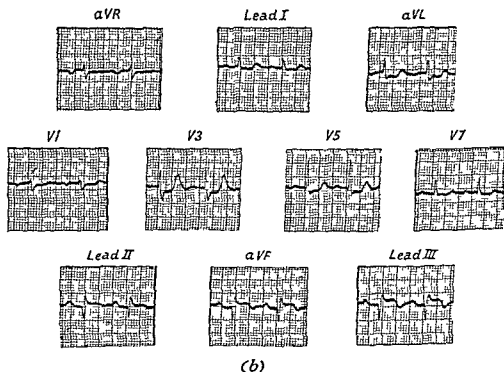 aVR Lead I aVL
V1 V3 V5 V7
Lead II aVF Lead III
(b)